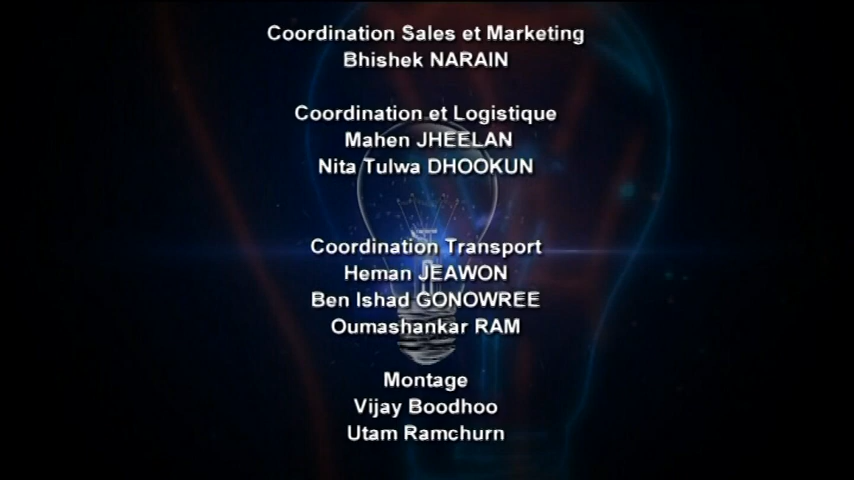 Coordination Sales et Marketing
Bhishek NARAIN
Coordination et Logistique
Mahen JHEELAN
Nita Tulwa DHOOKUN
Coordination Transport
Heman JEAWON
Ben Ishad GONOWREE
Oumashankar RAM
Montage
Vijay Boodhoo
Utam Ramchurn